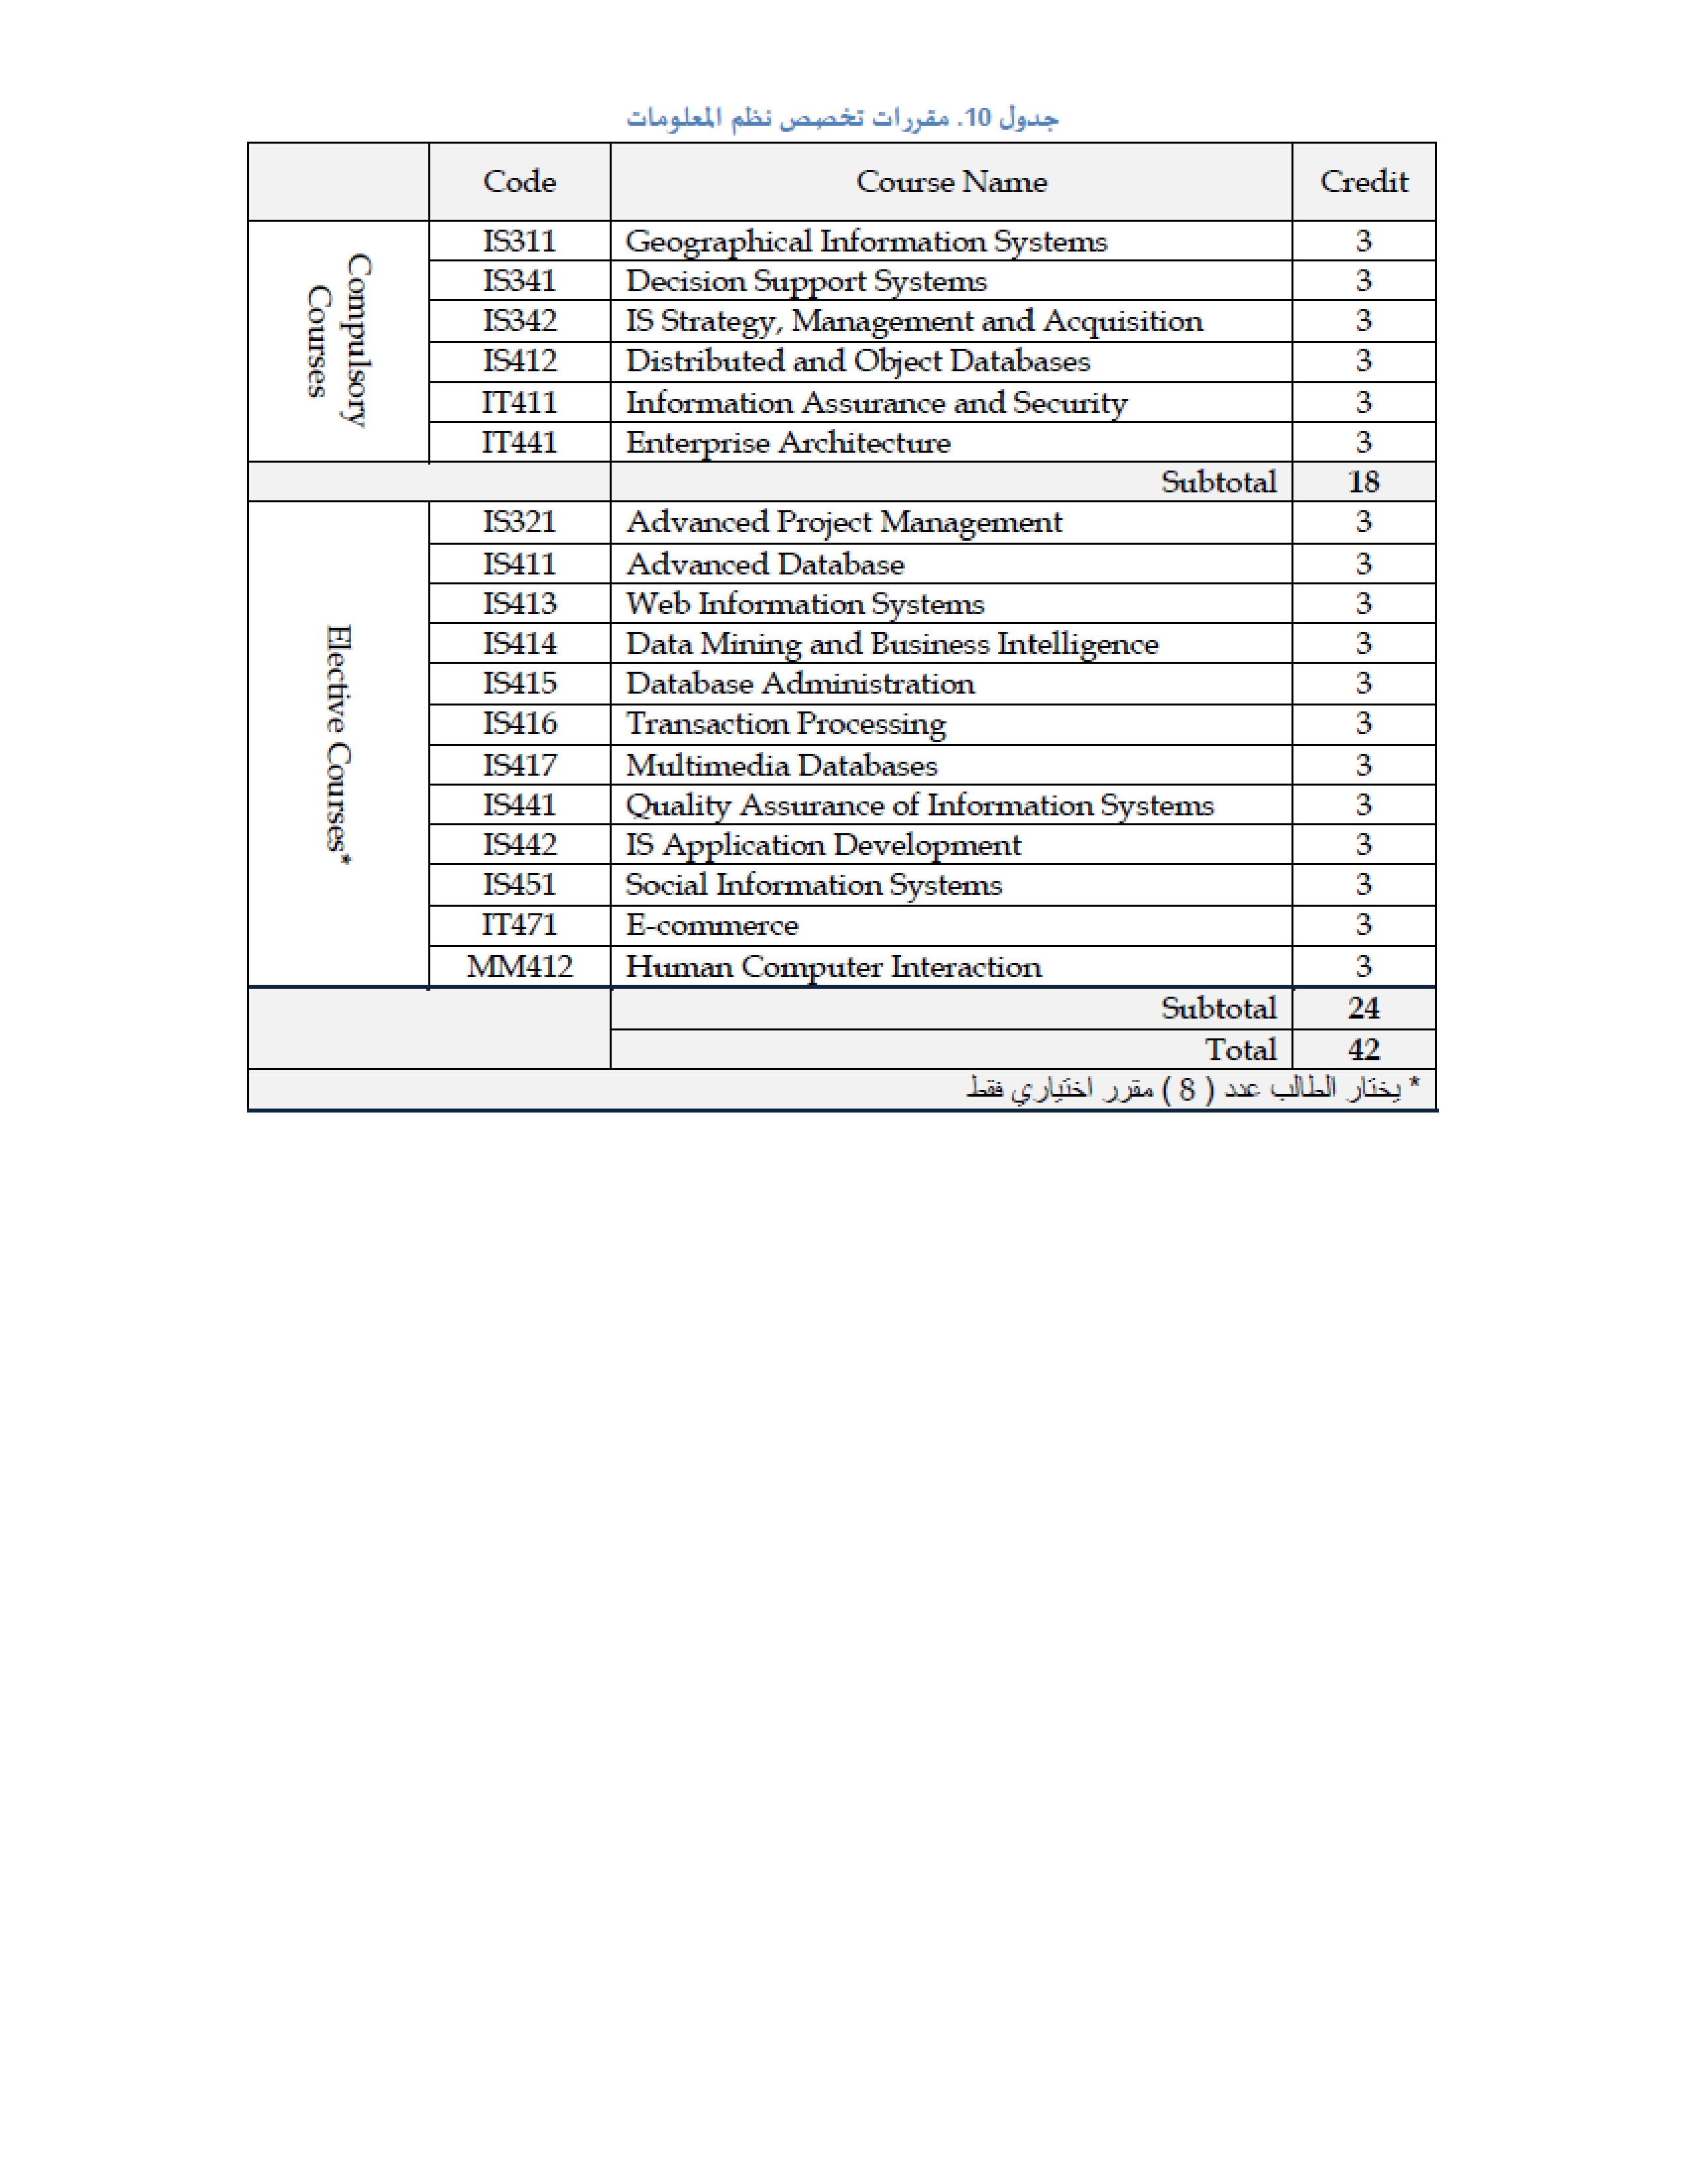 جدول 10. مقررات تخصص نظم المعلومات
Code Course Name Credit
Compulsory Courses
IS311 Geographical Information Systems 3
IS341 Decision Support Systems 3
IS342 IS Strategy, Management and Acquisition 3
IS412 Distributed and Object Databases 3
IT411 Information Assurance and Security 3
IT441 Enterprise Architecture 3
Subtotal 18
Elective Courses*
IS321 Advanced Project Management 3
IS411 Advanced Database 3
IS413 Web Information Systems 3
IS414 Data Mining and Business Intelligence 3
IS415 Database Administration 3
IS416 Transaction Processing 3
IS417 Multimedia Databases 3
IS441 Quality Assurance of Information Systems 3
IS442 IS Application Development 3
IS451 Social Information Systems 3
IT471 E-commerce 3
MM412 Human Computer Interaction 3
Subtotal 24
Total 42
* يختار الطالب عدد ( 8 ) مقرر اختياري فقط